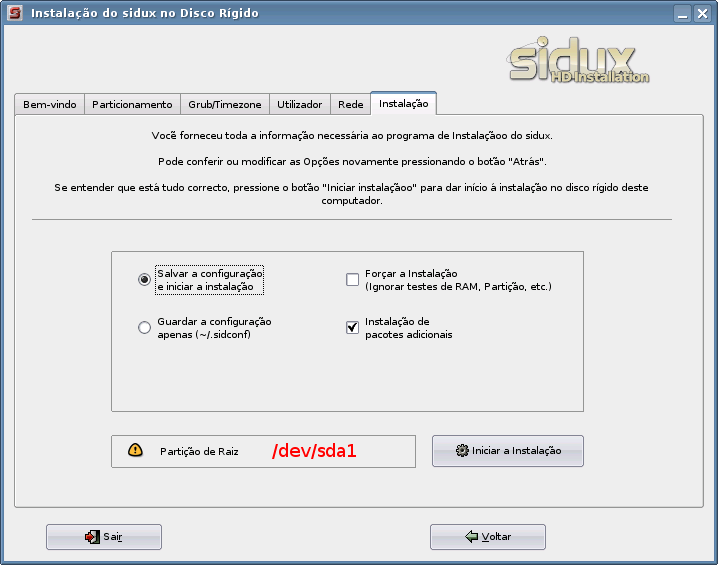 Instalação do sidux no Disco Rígido
sidux
HD-Installation
Bem-vindo
Particionamento
Grub/Timezone
Utilizador
Rede
Instalação
Você forneceu toda a informação necessária ao programa de Instalaçãoo do sidux.
Pode conferir ou modificar as Opções novamente pressionando o botão "Atrás".
Se entender que está tudo correcto, pressione o botão "Iniciar instalaçãoo" para dar início á instalação no disco rígido deste
computador.
Salvar a configuração
e iniciar a instalação
Forçar a Instalação
(Ignorar testes de RAM, Partição, etc.)
Guardar a configuração
apenas (~/.sidconf)
Instalação de
pacotes adicionais
Partição de Raiz
/dev/sda1
Iniciar a Instalação
Sair
Voltar